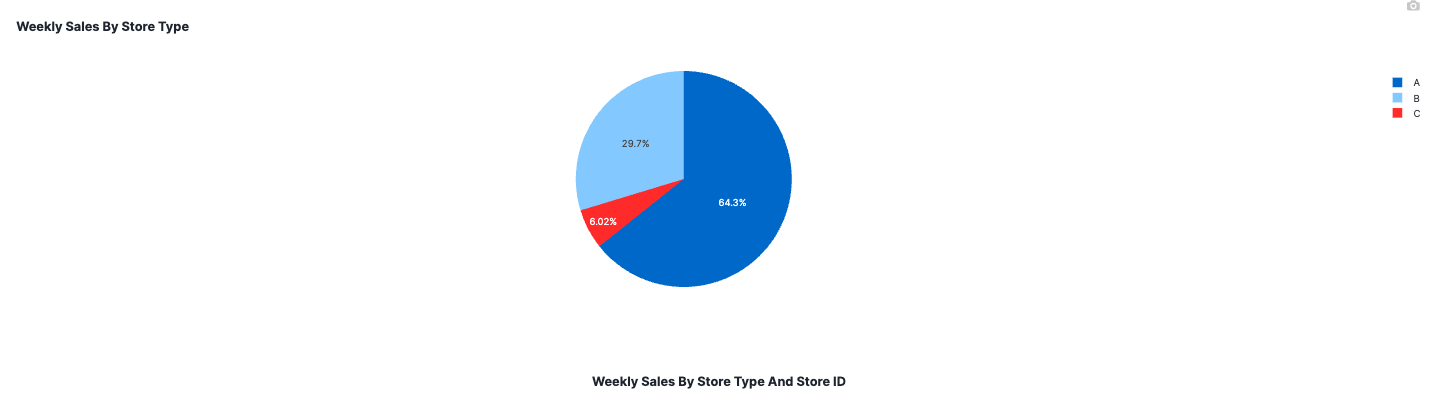 Weekly Sales By Store Type
A
B
C
29.7%
64.3%
6.02%
Weekly Sales By Store Type And Store ID